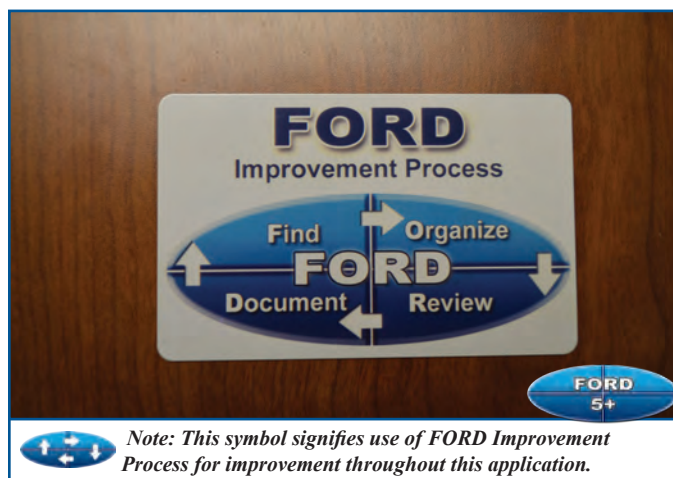 FORD
Improvement Process
Find Organize
FORD
Document Review
FORD
5+
Note: This symbol signifies use of FORD Improvement
Process for improvement throughout this application.